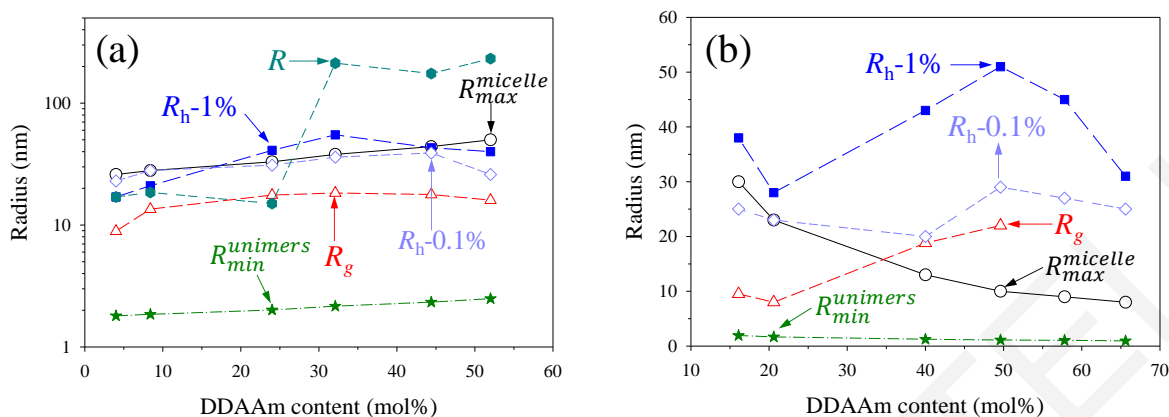 (a)
R
R_h-1%
R_max^micelle
R_h-0.1%
R_g
R_min^unimers
100
10
1
Radius (nm)
0 10 20 30 40 50 60
DDAAm content (mol%)
(b)
R_h-1%
R_h-0.1%
R_g
R_max^micelle
R_min^unimers
60
50
40
30
20
10
0
Radius (nm)
10 20 30 40 50 60 70
DDAAm content (mol%)